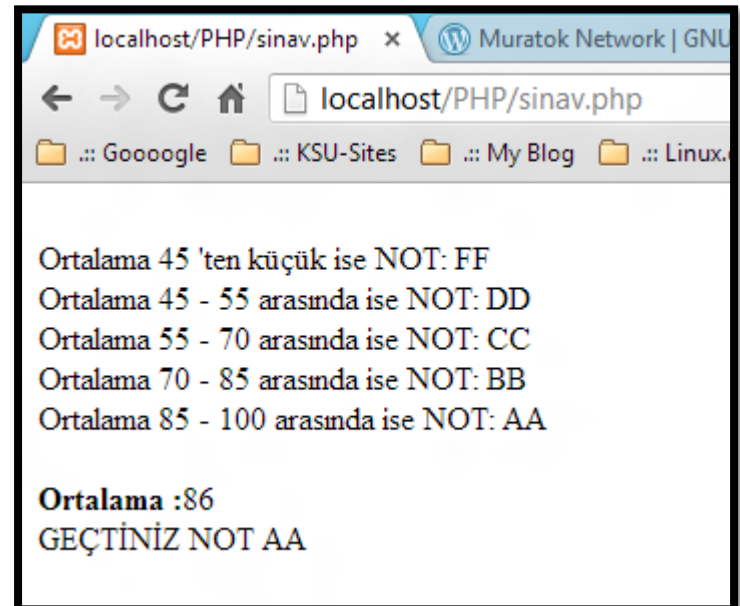 localhost/PHP/sinav.php × Muratok Network | GNU
localhost/PHP/sinav.php
.:: Goooogle .:: KSU-Sites .:: My Blog .:: Linux.
Ortalama 45 'ten küçük ise NOT: FF
Ortalama 45 - 55 arasında ise NOT: DD
Ortalama 55 - 70 arasında ise NOT: CC
Ortalama 70 - 85 arasında ise NOT: BB
Ortalama 85 - 100 arasında ise NOT: AA
Ortalama :86
GEÇTİNİZ NOT AA